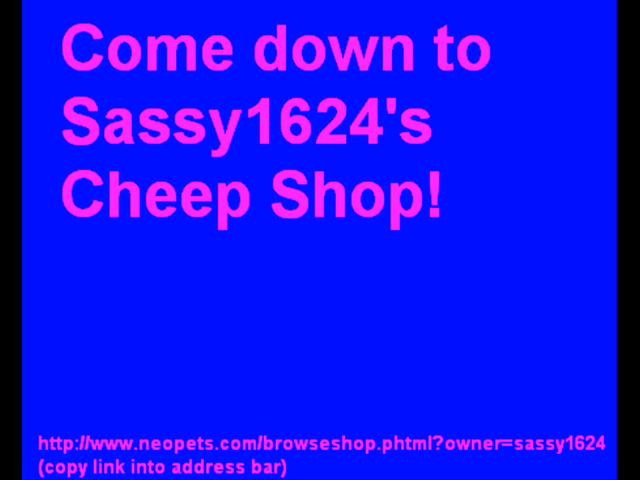 Come down to
Sassy1624's
Cheep Shop!
http://www.neopets.com/browseshop.phtml?owner=sassy1624
(copy link into address bar)